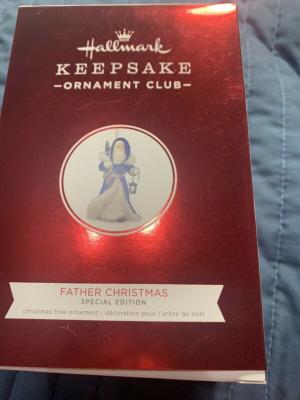 Hallmark
KEEPSAKE
—ORNAMENT CLUB—
FATHER CHRISTMAS
SPECIAL EDITION
christmas tree ornament | décoration pour l'arbre de noël